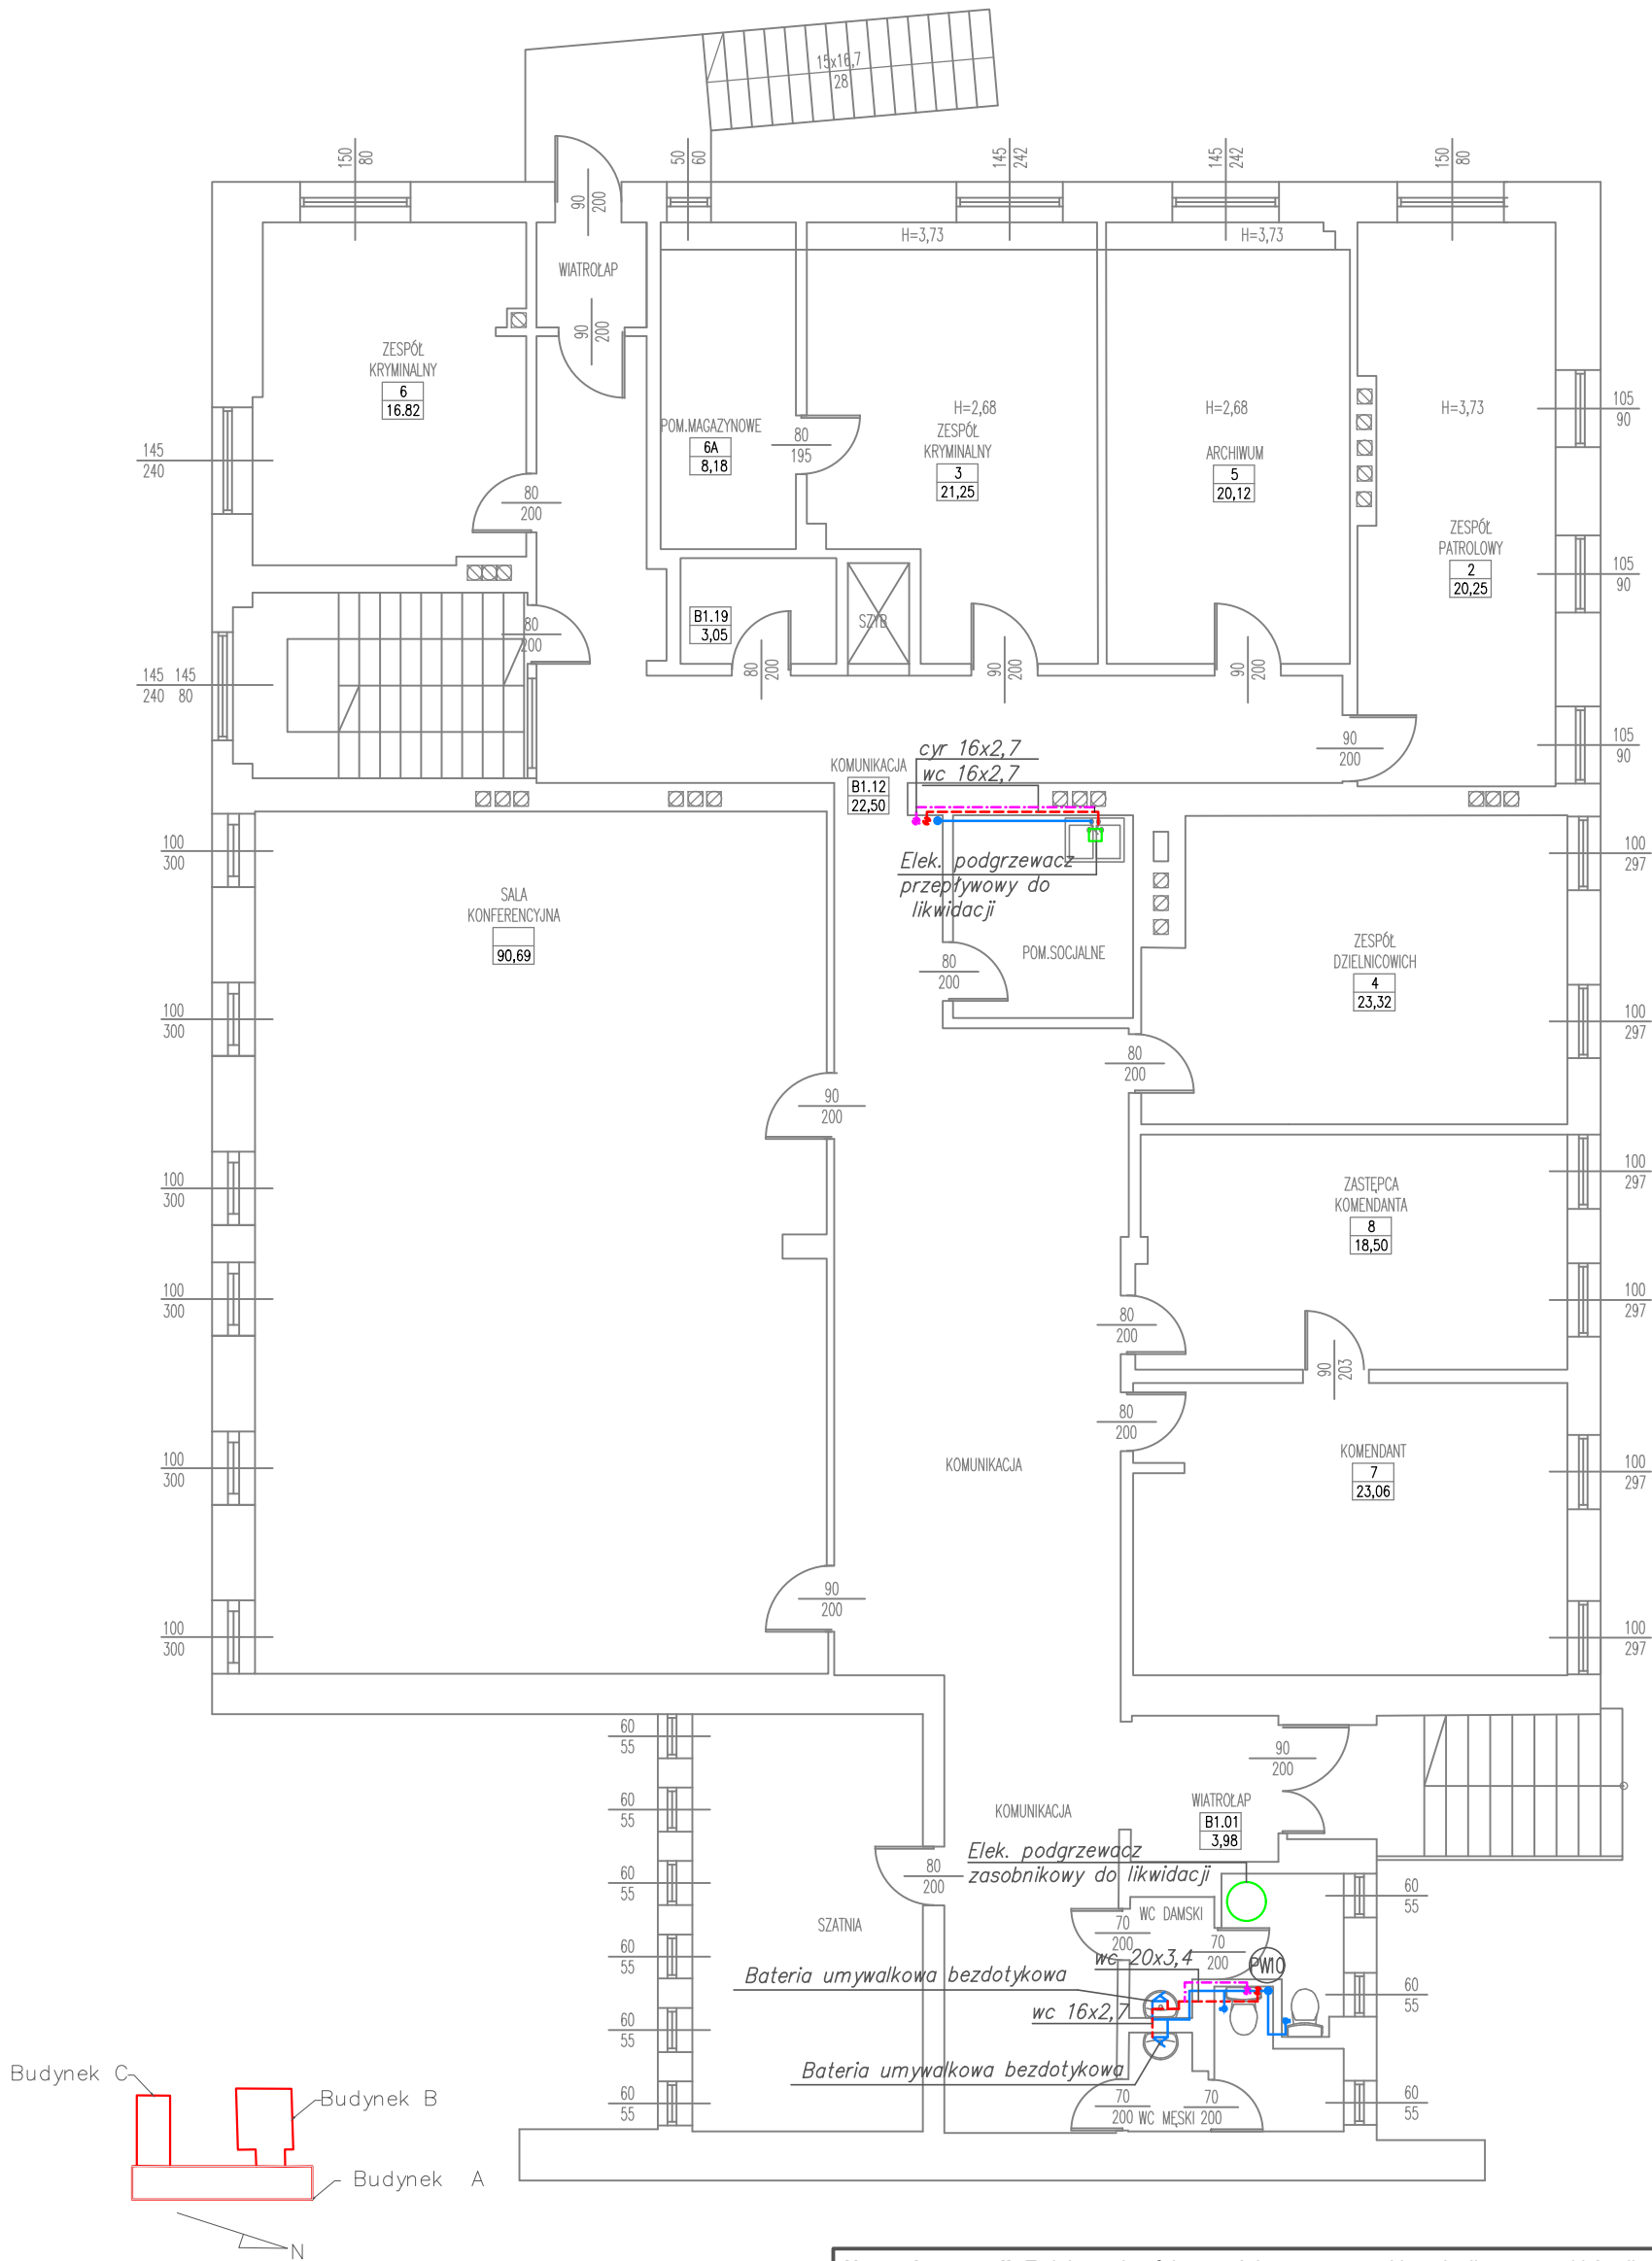 15x16,7
28
150
80
50
60
145
242
145
242
150
80
90
200
H=3,73
H=3,73
WIATROŁAP
90
200
ZESPÓŁ
KRYMINALNY
6
16.82
POM.MAGAZYNOWE
6A
8,18
80
195
H=2,68
ZESPÓŁ
KRYMINALNY
3
21,25
H=2,68
ARCHIWUM
5
20,12
H=3,73
105
90
145
240
80
200
ZESPÓŁ
PATROLOWY
2
20,25
105
90
B1.19
3,05
SZYB
80
200
80
200
90
200
90
200
145 145
240 80
90
200
105
90
cyr 16x2,7
wc 16x2,7
KOMUNIKACJA
B1.12
22,50
100
300
100
297
Elek. podgrzewacz
przepływowy do
likwidacji
SALA
KONFERENCYJNA
90,69
POM.SOCJALNE
80
200
ZESPÓŁ
DZIELNICOWICH
4
23,32
100
300
100
297
80
200
90
200
100
300
100
297
ZASTĘPCA
KOMENDANTA
8
18,50
100
300
100
297
80
200
90
203
80
200
KOMUNIKACJA
KOMENDANT
7
23,06
100
300
100
297
90
200
100
300
100
297
60
55
90
200
KOMUNIKACJA
WIATROŁAP
B1.01
3,98
60
55
Elek. podgrzewacz
zasobnikowy do likwidacji
80
200
60
55
60
55
SZATNIA
WC DAMSKI
70
200
70
200
wc 20x3,4
PW10
60
55
Bateria umywalkowa bezdotykowa
60
55
wc 16x2,7
60
55
Bateria umywalkowa bezdotykowa
60
55
70
200
WC MĘSKI
70
200
60
55
Budynek C
Budynek B
Budynek A
N